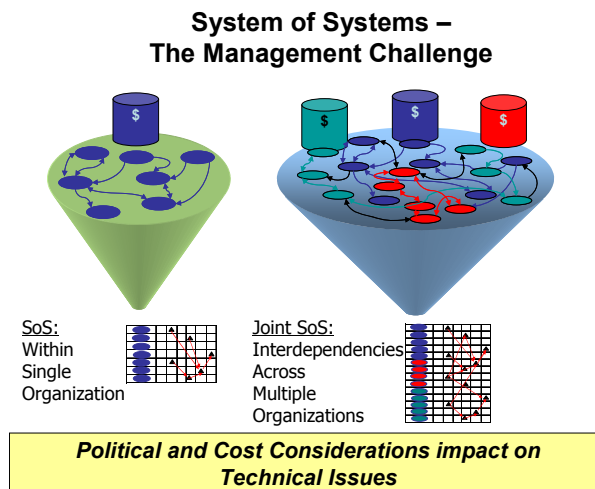 System of Systems –
The Management Challenge
$
$
$
$
SoS:
Within
Single
Organization
Joint SoS:
Interdependencies
Across
Multiple
Organizations
Political and Cost Considerations impact on
Technical Issues